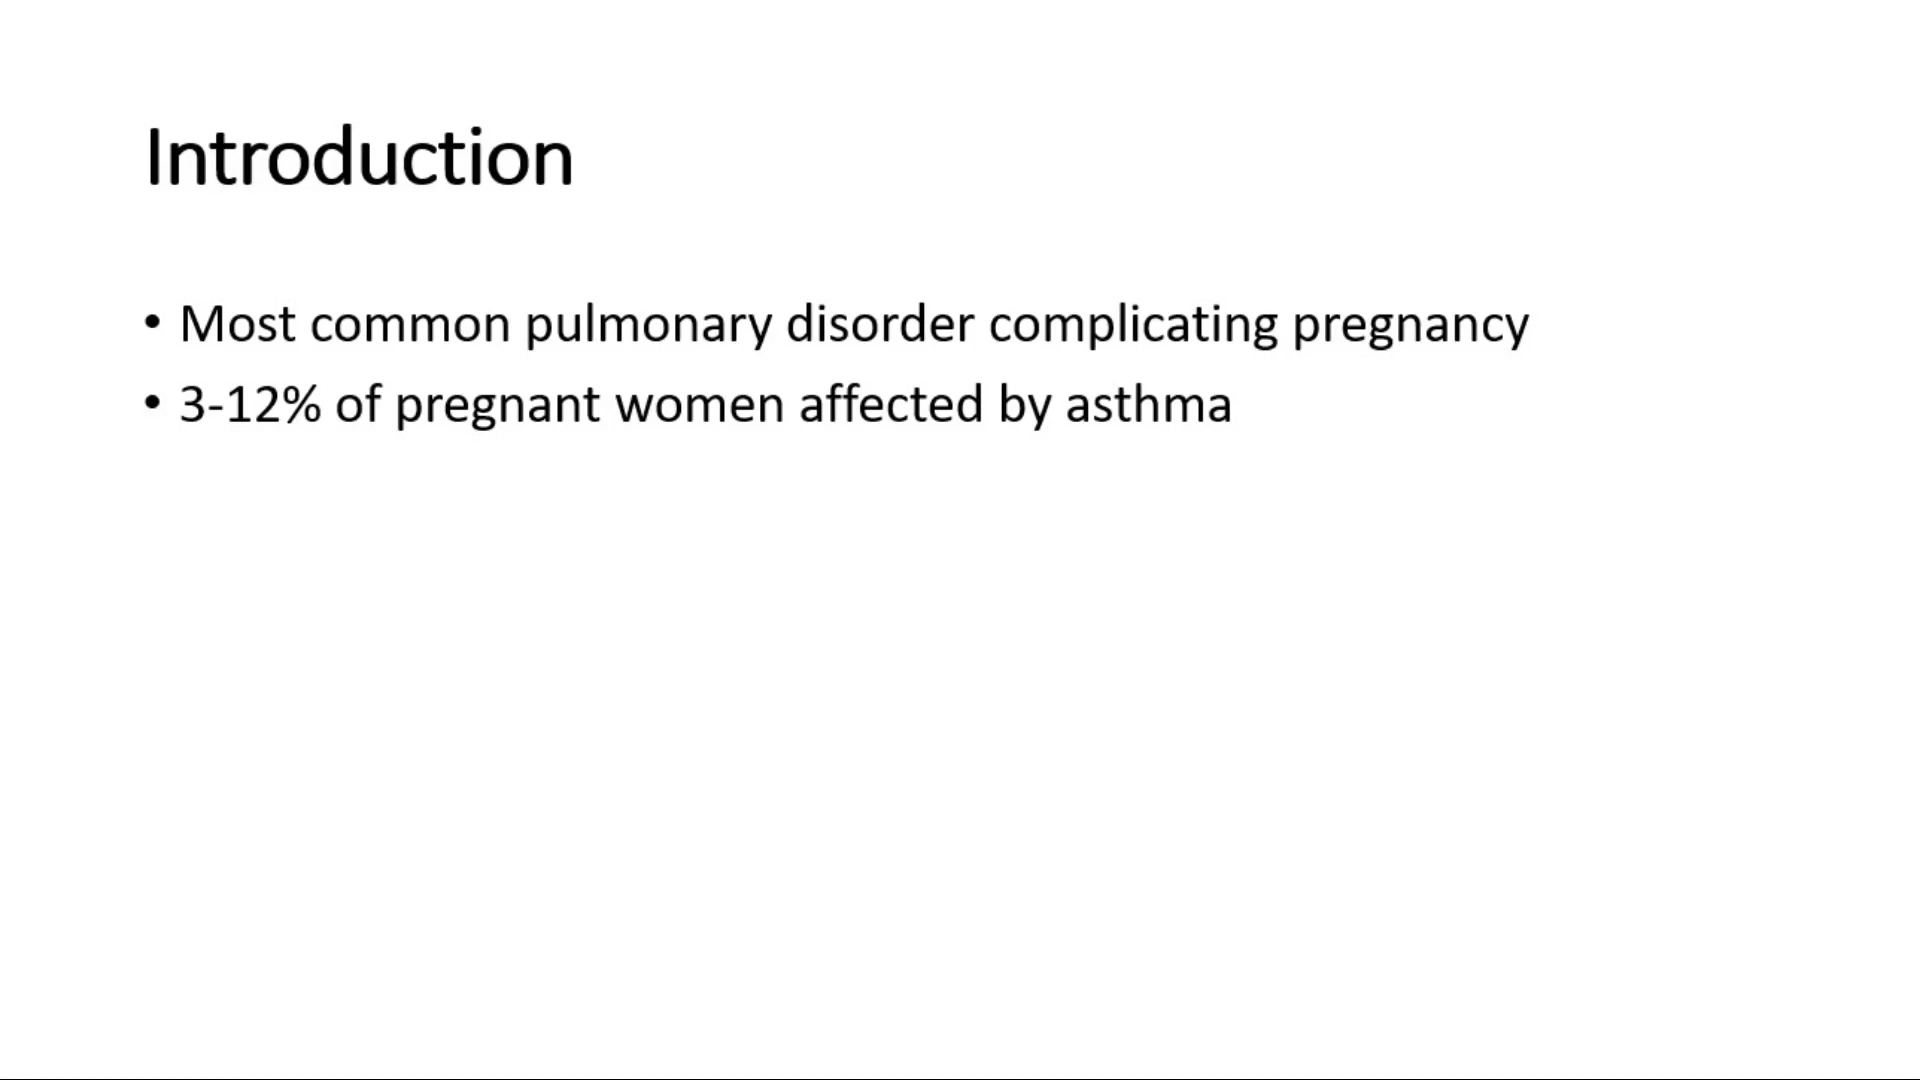 Introduction
• Most common pulmonary disorder complicating pregnancy
• 3-12% of pregnant women affected by asthma